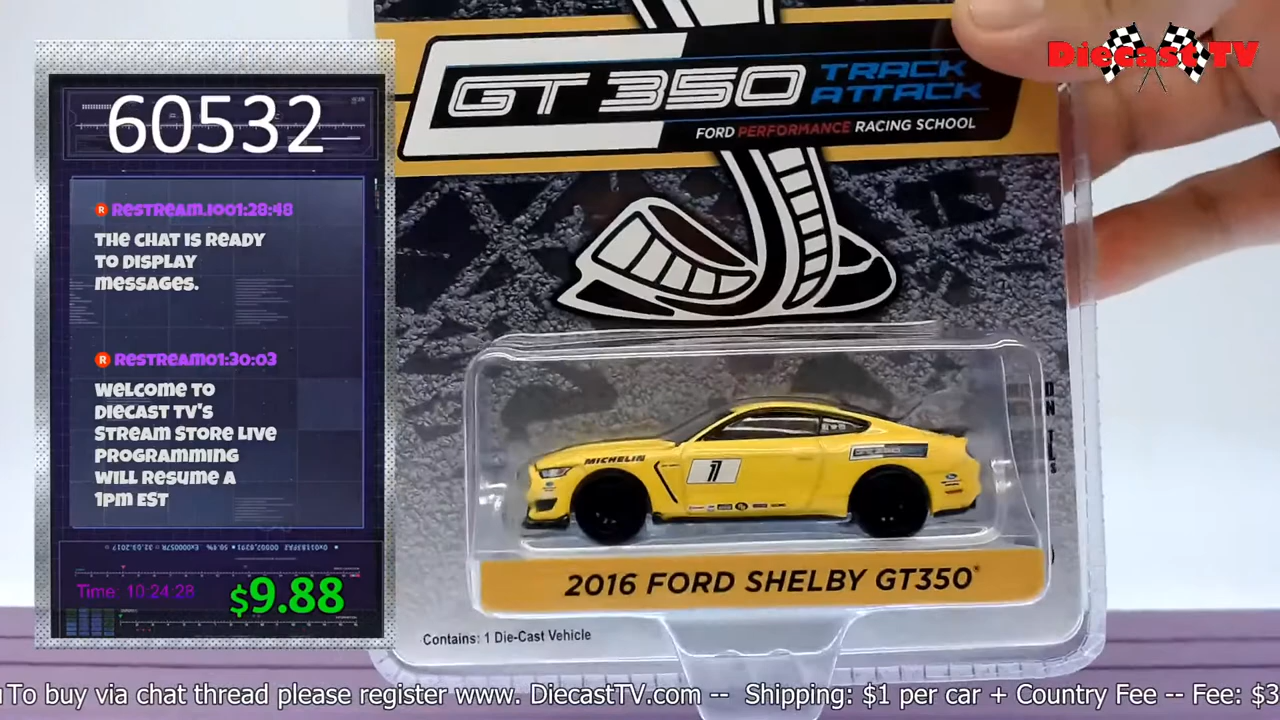 Diecast TV
GT 350
TRACK
ATTACK
FORD PERFORMANCE RACING SCHOOL
60532
Restream.io01:28:48
THE CHAT IS READY
TO DISPLAY
MESSAGES.
Restream01:30:03
WELCOME TO
DIECAST TV'S
STREAM STORE LIVE
PROGRAMMING
WILL RESUME A
1PM EST
Time: 10:24:28
$9.88
MICHELIN
2016 FORD SHELBY GT350®
Contains: 1 Die-Cast Vehicle
To buy via chat thread please register www. DiecastTV.com -- Shipping: $1 per car + Country Fee -- Fee: $3